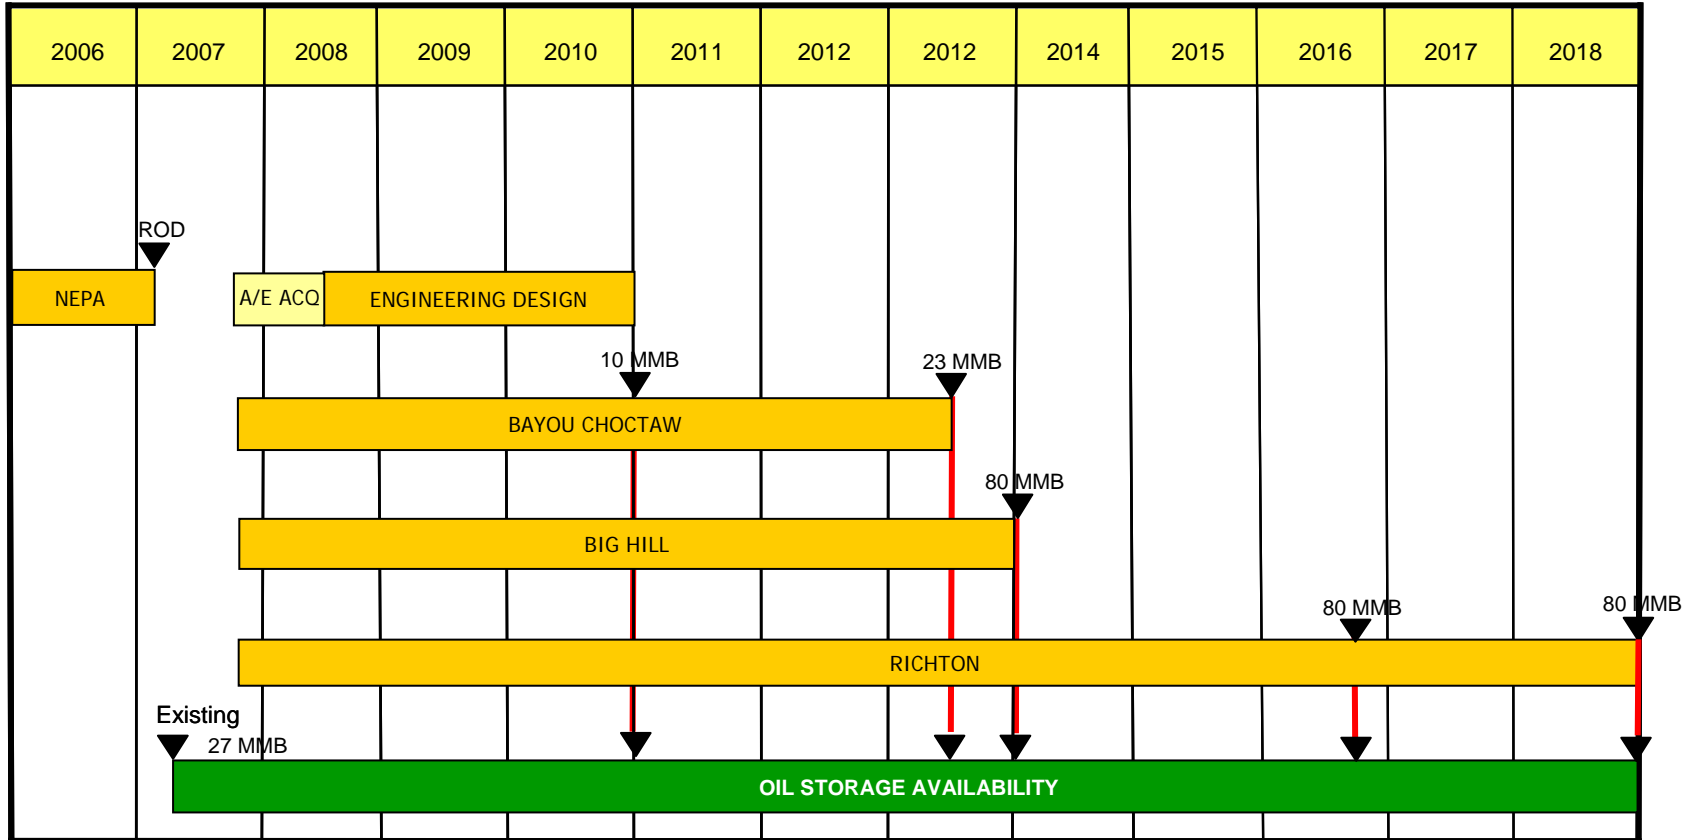 2006 2007 2008 2009 2010 2011 2012 2012 2014 2015 2016 2017 2018
ROD
NEPA A/E ACQ ENGINEERING DESIGN
10 MMB 23 MMB
BAYOU CHOCTAW
80 MMB
BIG HILL
80 MMB 80 MMB
RICHTON
Existing
27 MMB
OIL STORAGE AVAILABILITY